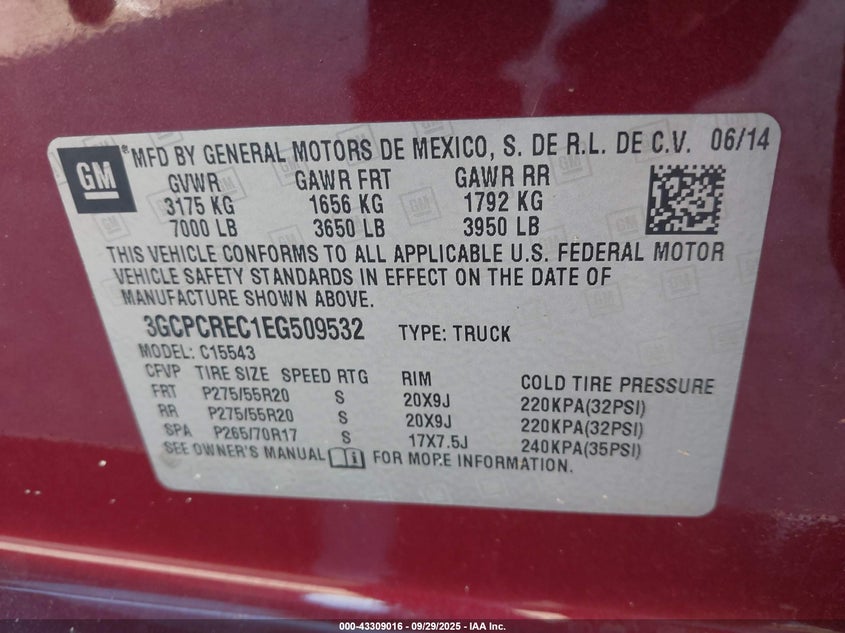 GM ® MFD BY GENERAL MOTORS DE MEXICO, S. DE R.L. DE C.V. 06/14
GVWR GAWR FRT GAWR RR
3175 KG 1656 KG 1792 KG
7000 LB 3650 LB 3950 LB
THIS VEHICLE CONFORMS TO ALL APPLICABLE U.S. FEDERAL MOTOR
VEHICLE SAFETY STANDARDS IN EFFECT ON THE DATE OF
MANUFACTURE SHOWN ABOVE.
3GCPCREC1EG509532 TYPE: TRUCK
MODEL: C15543
CFVP TIRE SIZE SPEED RTG RIM COLD TIRE PRESSURE
FRT P275/55R20 S 20X9J 220KPA(32PSI)
RR P275/55R20 S 20X9J 220KPA(32PSI)
SPA P265/70R17 S 17X7.5J 240KPA(35PSI)
SEE OWNER'S MANUAL i FOR MORE INFORMATION.
000-43309016 - 09/29/2025 - IAA Inc.